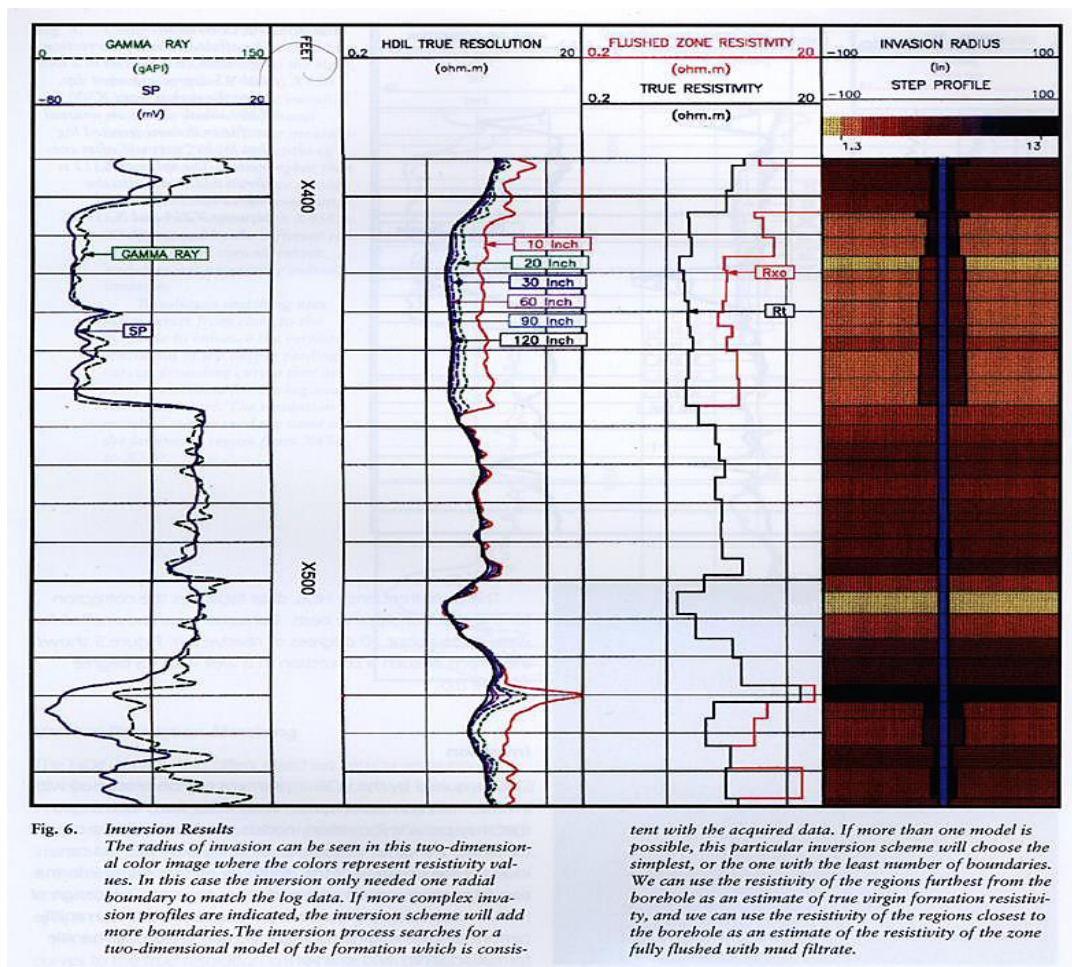 GAMMA RAY
0 150
(gAPI)
SP
-80 20
(mV)
FEET
HDIL TRUE RESOLUTION
0.2 20
(ohm.m)
FLUSHED ZONE RESISTIVITY
0.2 20
(ohm.m)
TRUE RESISTIVITY
0.2 20
(ohm.m)
INVASION RADIUS
-100 100
(in)
STEP PROFILE
-100 100
1.3 13
X400
GAMMA RAY
SP
10 Inch
20 Inch
30 Inch
60 Inch
90 Inch
120 Inch
Rxo
Rt
X500
Fig. 6. Inversion Results
The radius of invasion can be seen in this two-dimension-
al color image where the colors represent resistivity val-
ues. In this case the inversion only needed one radial
boundary to match the log data. If more complex inva-
sion profiles are indicated, the inversion scheme will add
more boundaries.The inversion process searches for a
two-dimensional model of the formation which is consis-
tent with the acquired data. If more than one model is
possible, this particular inversion scheme will choose the
simplest, or the one with the least number of boundaries.
We can use the resistivity of the regions furthest from the
borehole as an estimate of true virgin formation resistivi-
ty, and we can use the resistivity of the regions closest to
the borehole as an estimate of the resistivity of the zone
fully flushed with mud filtrate.